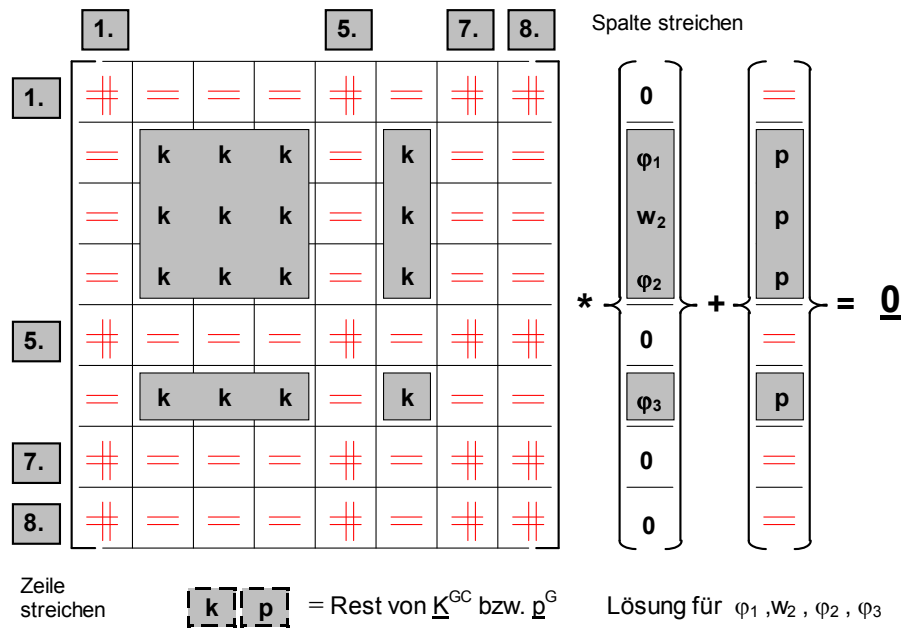 1. 5. 7. 8. Spalte streichen
1. 0
k k k k φ1 p
k k k k w2 p
k k k k φ2 p
* + = 0
5. 0
k k k k φ3 p
7. 0
8. 0
Zeile
streichen
k p = Rest von K^GC bzw. p^G Lösung für φ1 ,w2 , φ2 , φ3